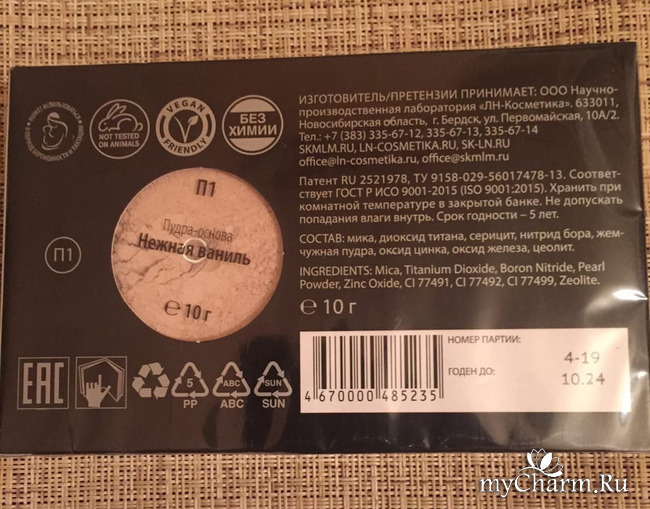 МОЖЕТ ИСПОЛЬЗОВАТЬСЯ
В ПЕРИОД БЕРЕМЕННОСТИ И ЛАКТАЦИИ
NOT TESTED
ON ANIMALS
VEGAN
FRIENDLY
БЕЗ
ХИМИИ
П1
Пудра-основа
Нежная ваниль
℮ 10 г
П1
EAC
5
PP
ABC
ABC
SUN
SUN
ИЗГОТОВИТЕЛЬ/ПРЕТЕНЗИИ ПРИНИМАЕТ: ООО Научно-
производственная лаборатория «ЛН-Косметика». 633011,
Новосибирская область, г. Бердск, ул. Первомайская, 10А/2.
Тел.: +7 (383) 335-67-12, 335-67-13, 335-67-14
SKMLM.RU, LN-COSMETIKA.RU, SK-LN.RU
office@ln-cosmetika.ru, office@skmlm.ru
Патент RU 2521978, ТУ 9158-029-56017478-13. Соответ-
ствует ГОСТ Р ИСО 9001-2015 (ISO 9001:2015). Хранить при
комнатной температуре в закрытой банке. Не допускать
попадания влаги внутрь. Срок годности – 5 лет.
СОСТАВ: мика, диоксид титана, серицит, нитрид бора, жем-
чужная пудра, оксид цинка, оксид железа, цеолит.
INGREDIENTS: Mica, Titanium Dioxide, Boron Nitride, Pearl
Powder, Zinc Oxide, CI 77491, CI 77492, CI 77499, Zeolite.
℮ 10 г
НОМЕР ПАРТИИ:
4-19
ГОДЕН ДО:
10.24
4 670000 485235
myCharm.Ru